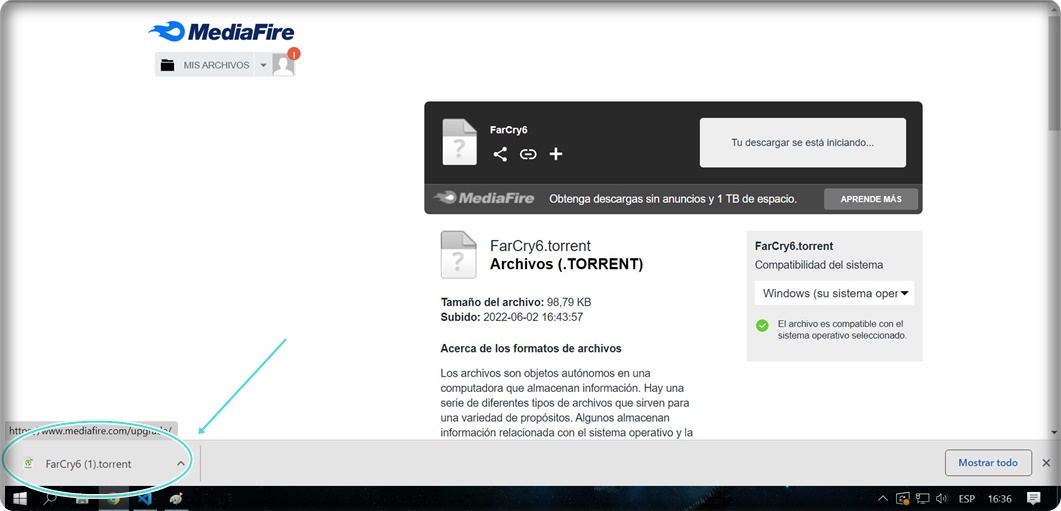 MediaFire
MIS ARCHIVOS
!
FarCry6
Tu descargar se está iniciando...
MediaFire
Obtenga descargas sin anuncios y 1 TB de espacio.
APRENDE MÁS
FarCry6.torrent
Archivos (.TORRENT)
Tamaño del archivo: 98,79 KB
Subido: 2022-06-02 16:43:57
Acerca de los formatos de archivos
Los archivos son objetos autónomos en una
computadora que almacenan información. Hay una
serie de diferentes tipos de archivos que sirven para
una variedad de propósitos. Algunos almacenan
información relacionada con el sistema operativo y la
FarCry6.torrent
Compatibilidad del sistema
Windows (su sistema oper
El archivo es compatible con el
sistema operativo seleccionado.
https://www.mediafire.com/upgrade/
FarCry6 (1).torrent
Mostrar todo
ESP
16:36